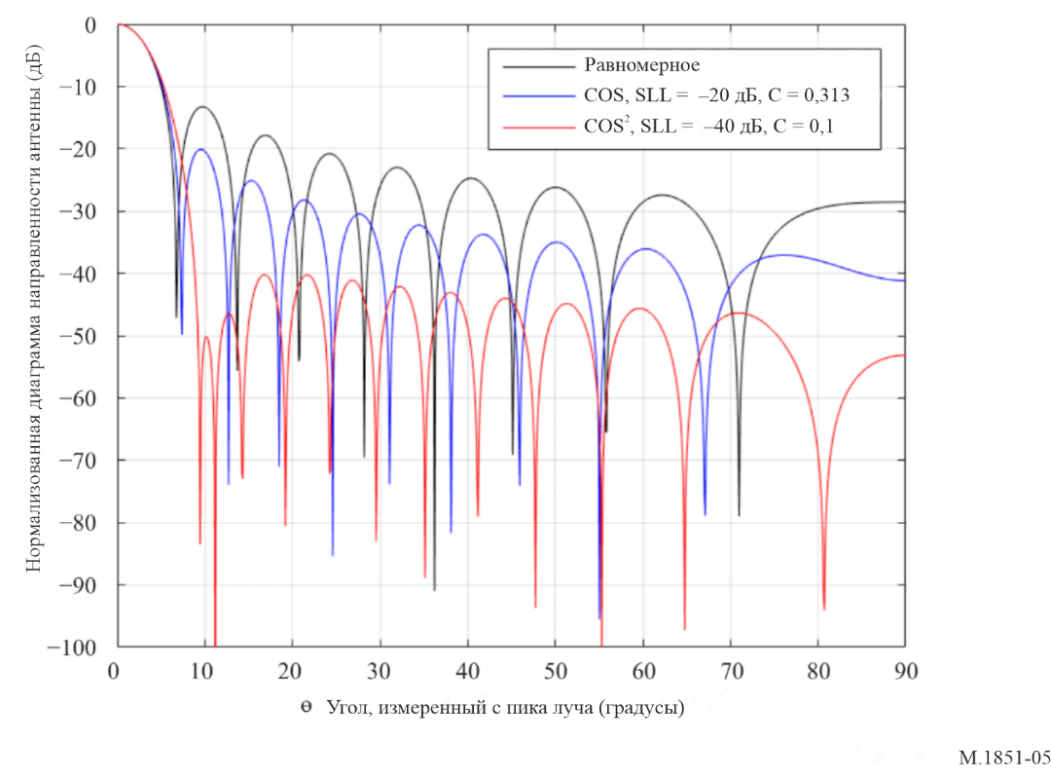 Нормализованная диаграмма направленности антенны (дБ)
0
−10
−20
−30
−40
−50
−60
−70
−80
−90
−100
Равномерное
COS, SLL = –20 дБ, C = 0,313
COS², SLL = –40 дБ, C = 0,1
0 10 20 30 40 50 60 70 80 90
ө Угол, измеренный с пика луча (градусы)
M.1851-05